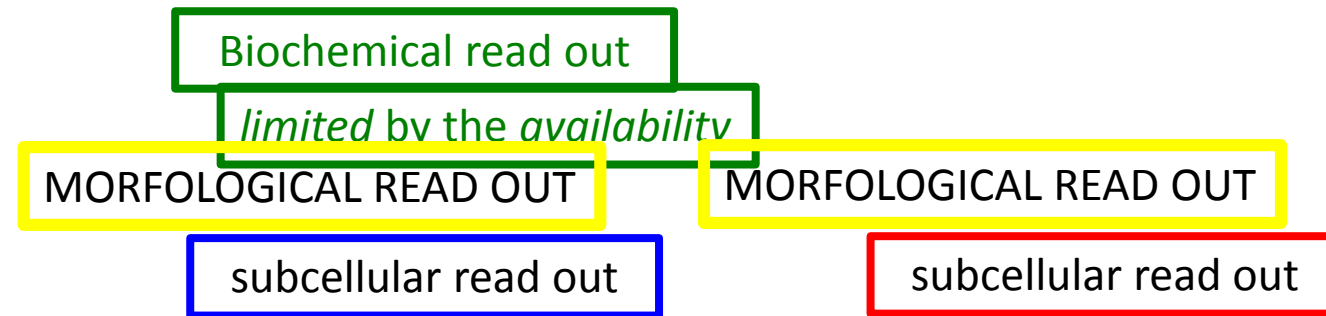 Biochemical read out
limited by the availability
MORFOLOGICAL READ OUT
MORFOLOGICAL READ OUT
subcellular read out
subcellular read out